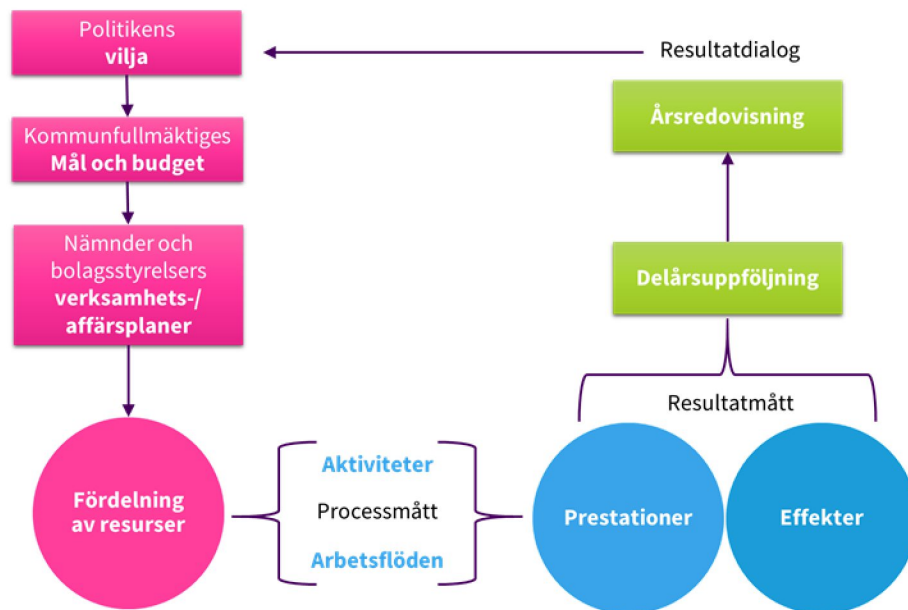 Politikens
vilja
Kommunfullmäktiges
Mål och budget
Nämnder och
bolagsstyrelsers
verksamhets-/
affärsplaner
Fördelning
av resurser
Aktiviteter
Processmått
Arbetsflöden
Prestationer
Effekter
Resultatmått
Delårsuppföljning
Årsredovisning
Resultatdialog